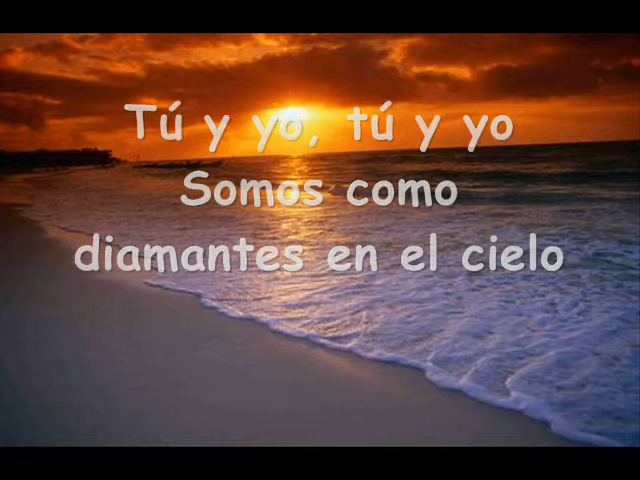 Tú y yo, tú y yo
Somos como
diamantes en el cielo